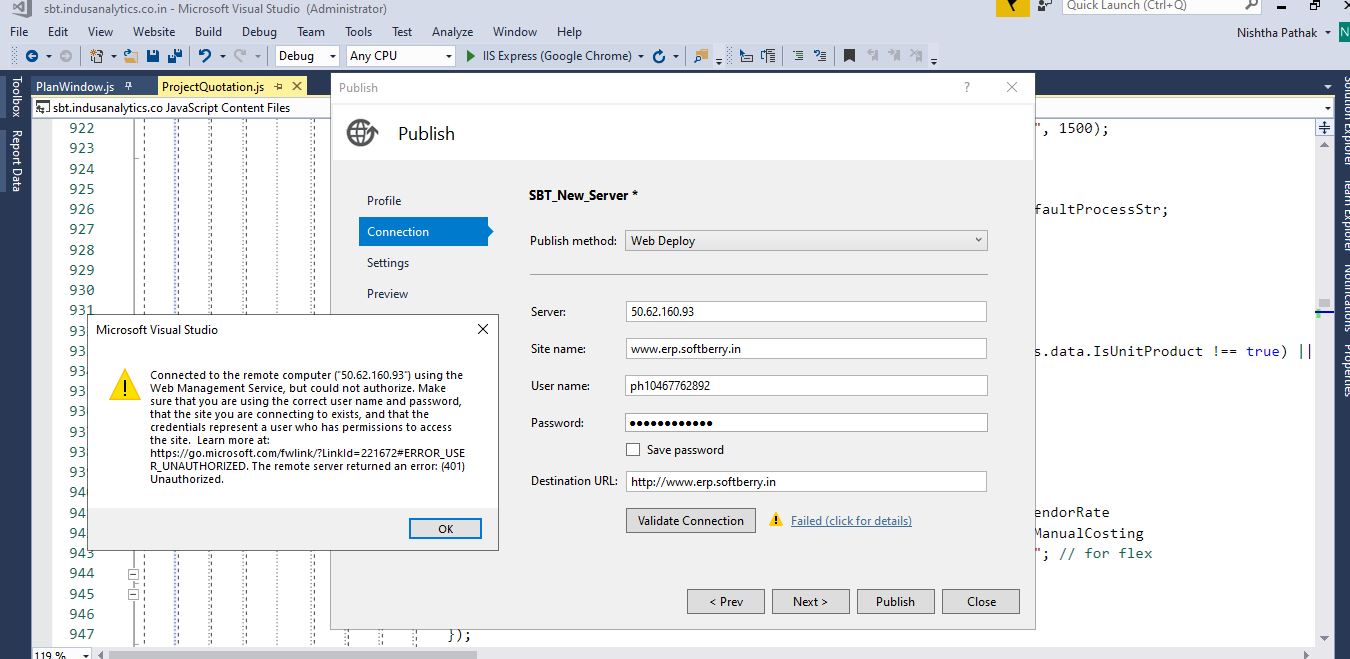 sbt.indusanalytics.co.in - Microsoft Visual Studio (Administrator)
Quick Launch (Ctrl+Q)
File Edit View Website Build Debug Team Tools Test Analyze Window Help
Nishtha Pathak
N
Debug Any CPU IIS Express (Google Chrome)
Toolbox
Report Data
PlanWindow.js
ProjectQuotation.js
sbt.indusanalytics.co JavaScript Content Files
922
923
924
925
926
927
928
929
930
931
93
93
93
93
93
93
93
93
94
94
94
943
944
945
946
947
", 1500);
faultProcessStr;
s.data.IsUnitProduct !== true) ||
endorRate
ManualCosting
"; // for flex
});
119 %
Solution Explorer
Team Explorer
Notifications
Properties
Publish
?
Publish
Profile
Connection
Settings
Preview
SBT_New_Server *
Publish method: Web Deploy
Server: 50.62.160.93
Site name: www.erp.softberry.in
User name: ph10467762892
Password: ●●●●●●●●●●●●
Save password
Destination URL: http://www.erp.softberry.in
Validate Connection Failed (click for details)
< Prev Next > Publish Close
Microsoft Visual Studio
Connected to the remote computer ("50.62.160.93") using the
Web Management Service, but could not authorize. Make
sure that you are using the correct user name and password,
that the site you are connecting to exists, and that the
credentials represent a user who has permissions to access
the site. Learn more at:
https://go.microsoft.com/fwlink/?LinkId=221672#ERROR_USE
R_UNAUTHORIZED. The remote server returned an error: (401)
Unauthorized.
OK